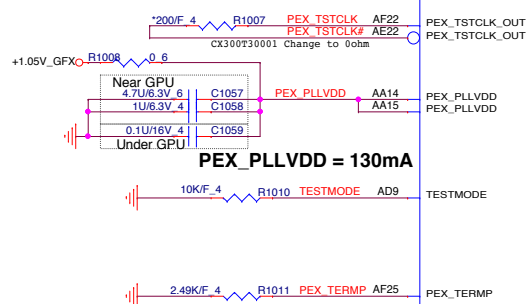 *200/F_4 R1007 PEX_TSTCLK AF22 PEX_TSTCLK_OUT
PEX_TSTCLK# AE22 PEX_TSTCLK_OUT
CX300T30001 Change to 0ohm
+1.05V_GFX R1008 0_6
Near GPU
4.7U/6.3V_6 C1057 PEX_PLLVDD AA14 PEX_PLLVDD
1U/6.3V_4 C1058 AA15 PEX_PLLVDD
0.1U/16V_4 C1059
Under GPU
PEX_PLLVDD = 130mA
10K/F_4 R1010 TESTMODE AD9 TESTMODE
2.49K/F_4 R1011 PEX_TERMP AF25 PEX_TERMP